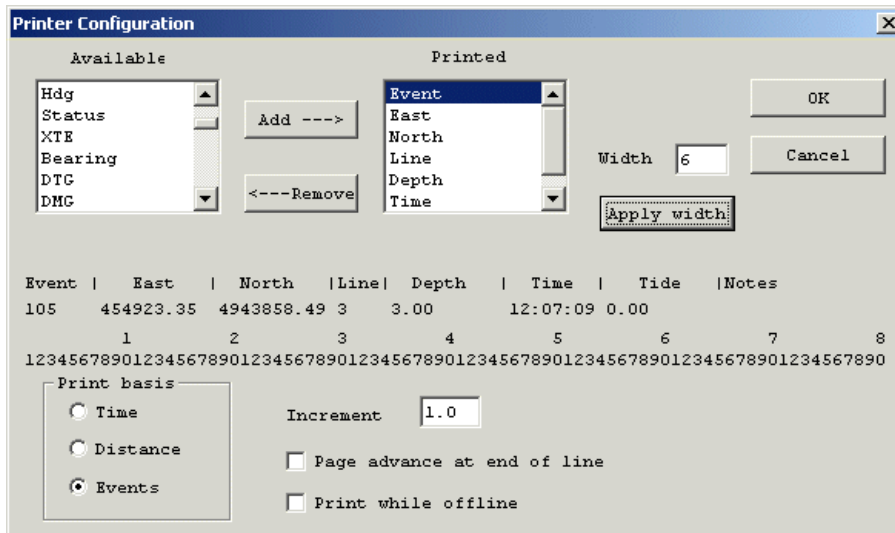 Printer Configuration
Available
Printed
Hdg
Status
XTE
Bearing
DTG
DMG
Add --->
<---Remove
Event
East
North
Line
Depth
Time
Width 6
Apply width
OK
Cancel
Event | East | North |Line| Depth | Time | Tide |Notes
105 454923.35 4943858.49 3 3.00 12:07:09 0.00
1 2 3 4 5 6 7 8
12345678901234567890123456789012345678901234567890123456789012345678901234567890
Print basis
Time
Distance
Events
Increment 1.0
Page advance at end of line
Print while offline